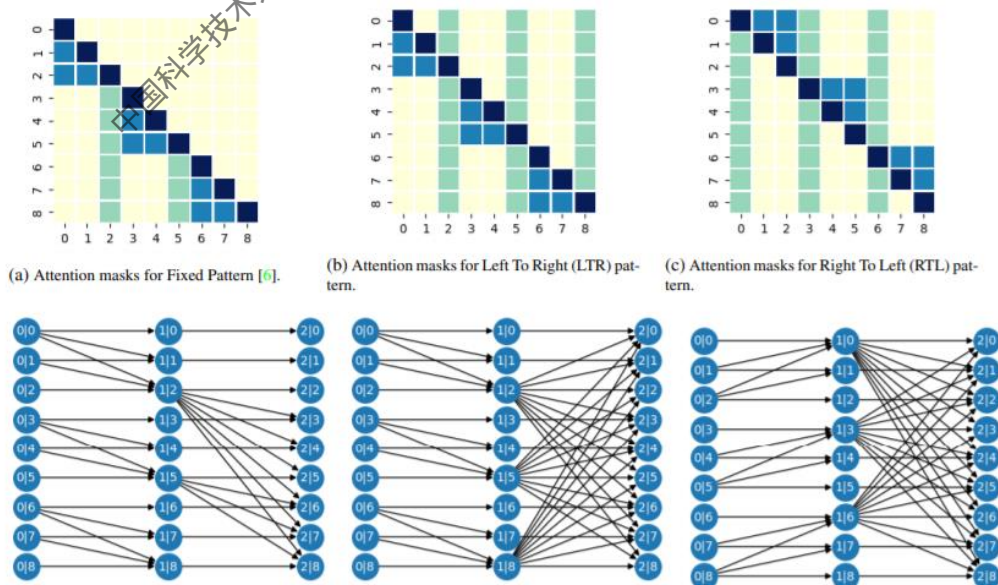 0
1
2
3
4
5
6
7
8
0 1 2 3 4 5 6 7 8
(a) Attention masks for Fixed Pattern [6].
0
1
2
3
4
5
6
7
8
0 1 2 3 4 5 6 7 8
(b) Attention masks for Left To Right (LTR) pat-
tern.
0
1
2
3
4
5
6
7
8
0 1 2 3 4 5 6 7 8
(c) Attention masks for Right To Left (RTL) pat-
tern.
中国科学技术
0|0 1|0 2|0
0|1 1|1 2|1
0|2 1|2 2|2
0|3 1|3 2|3
0|4 1|4 2|4
0|5 1|5 2|5
0|6 1|6 2|6
0|7 1|7 2|7
0|8 1|8 2|8
0|0 1|0 2|0
0|1 1|1 2|1
0|2 1|2 2|2
0|3 1|3 2|3
0|4 1|4 2|4
0|5 1|5 2|5
0|6 1|6 2|6
0|7 1|7 2|7
0|8 1|8 2|8
0|0 1|0 2|0
0|1 1|1 2|1
0|2 1|2 2|2
0|3 1|3 2|3
0|4 1|4 2|4
0|5 1|5 2|5
0|6 1|6 2|6
0|7 1|7 2|7
0|8 1|8 2|8